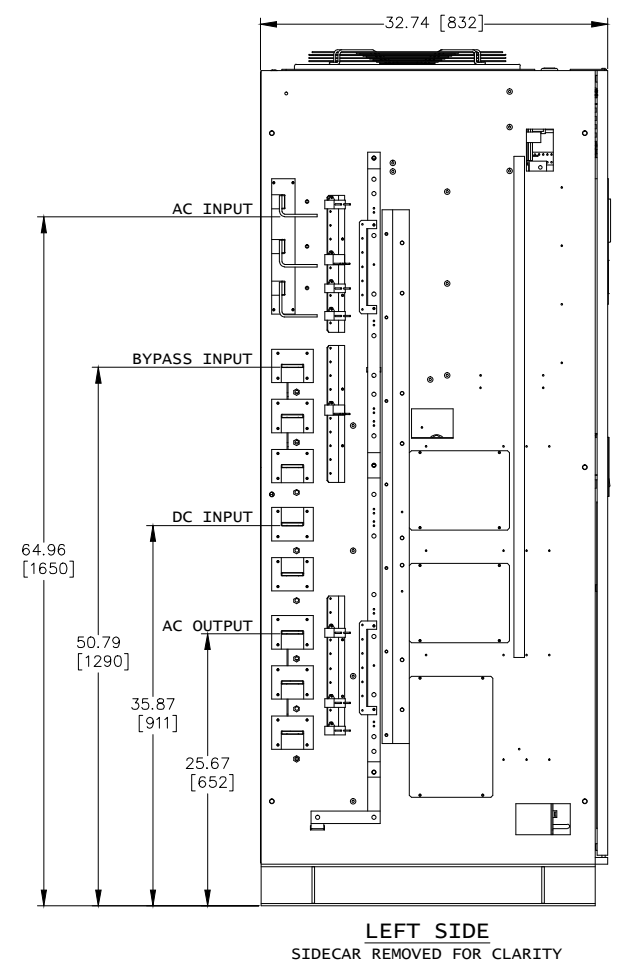 32.74 [832]
AC INPUT
BYPASS INPUT
DC INPUT
64.96
[1650]
AC OUTPUT
50.79
[1290]
35.87
[911]
25.67
[652]
LEFT SIDE
SIDECAR REMOVED FOR CLARITY